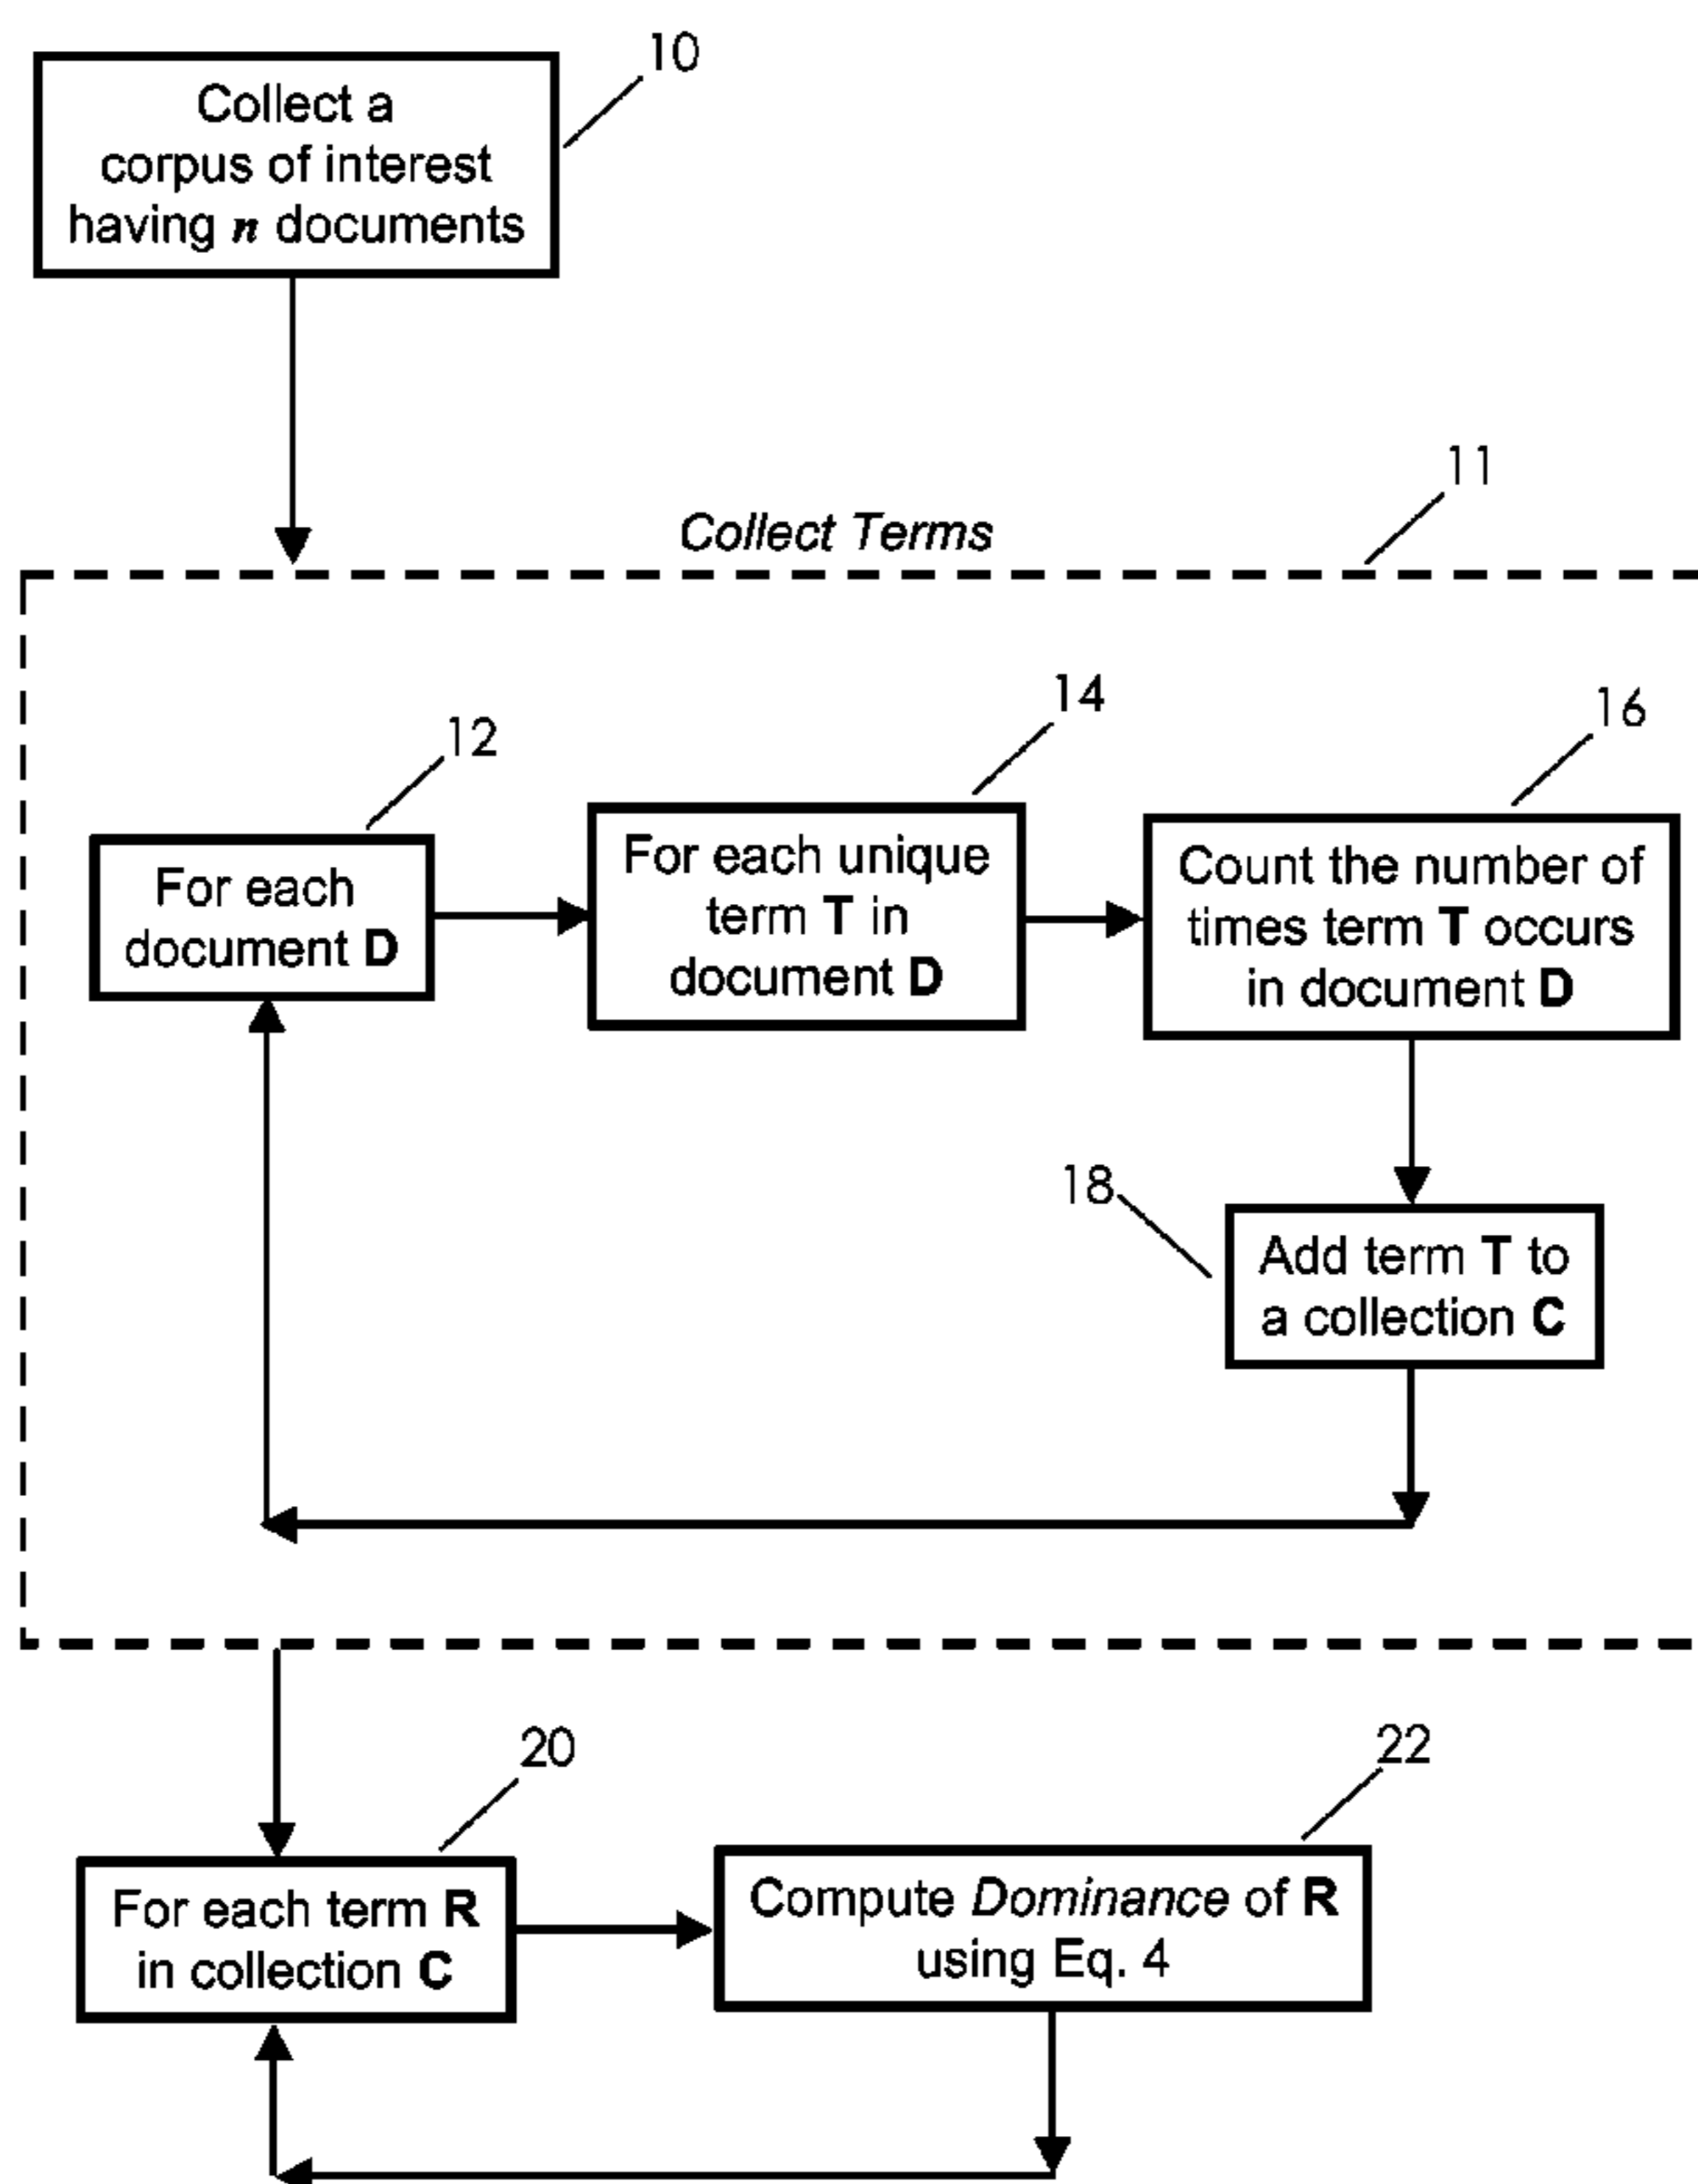 10
Collect a
corpus of interest
having n documents
11
Collect Terms
12
14
16
For each
document D
For each unique
term T in
document D
Count the number of
times term T occurs
in document D
18
Add term T to
a collection C
20
22
For each term R
in collection C
Compute Dominance of R
using Eq. 4